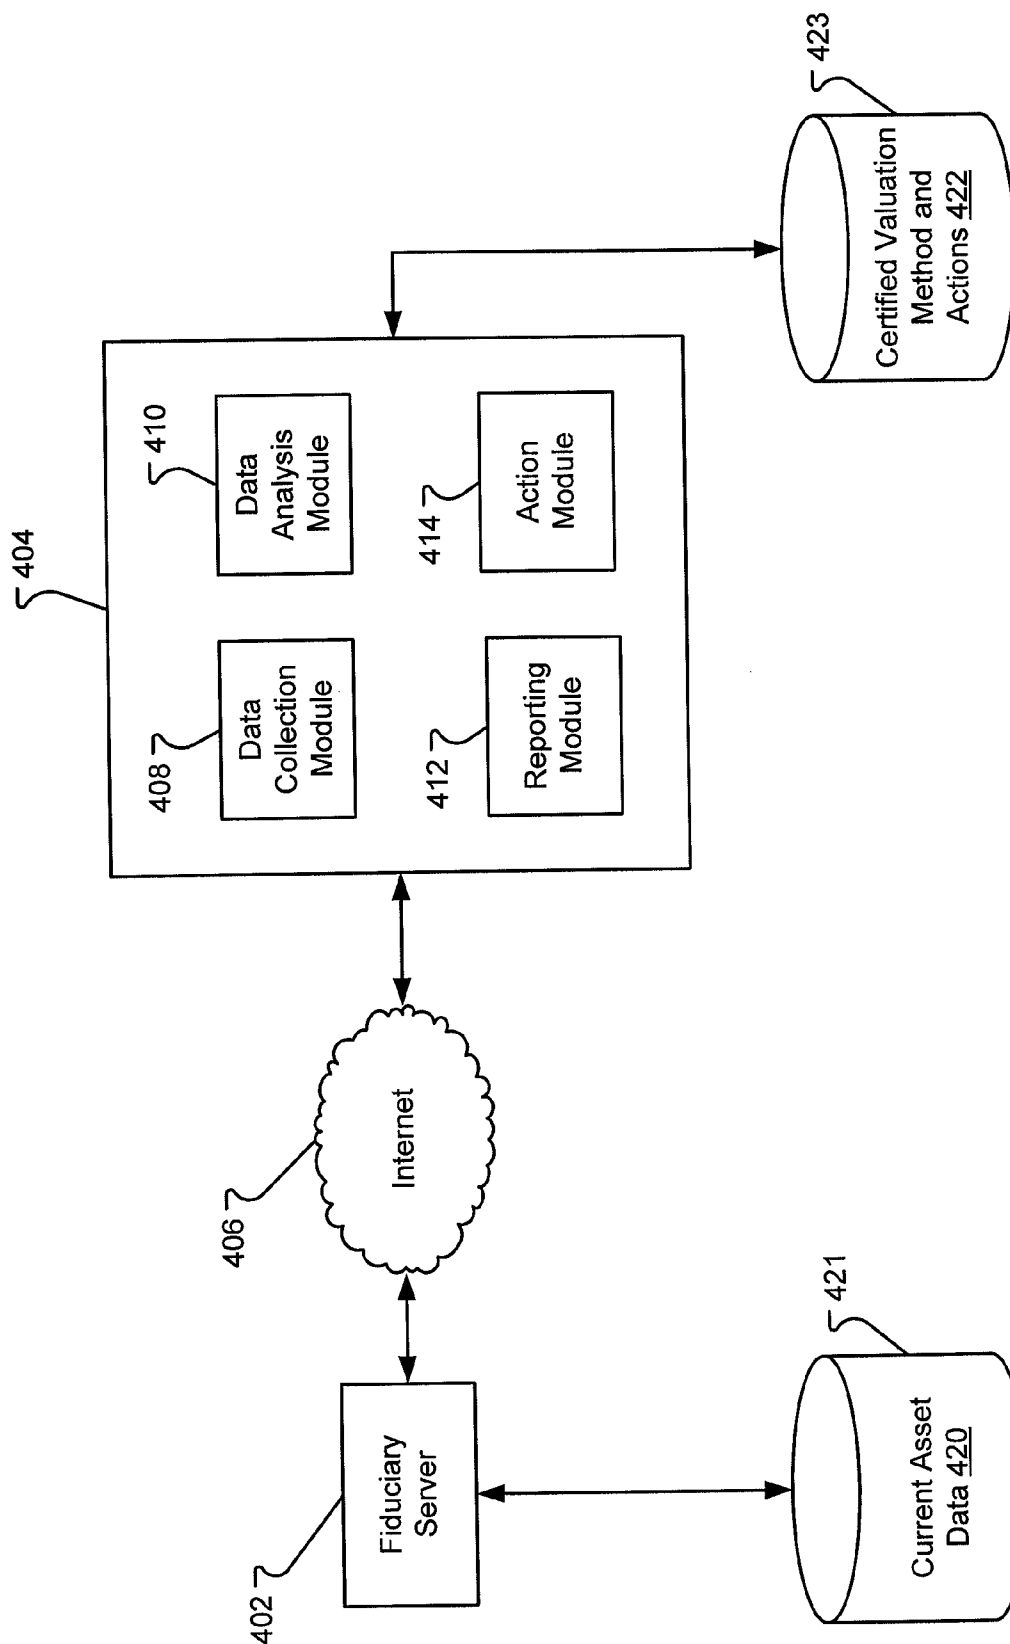 404
408
Data
Collection
Module
410
Data
Analysis
Module
412
Reporting
Module
414
Action
Module
406
Internet
402
Fiduciary
Server
421
Current Asset
Data 420
423
Certified Valuation
Method and
Actions 422